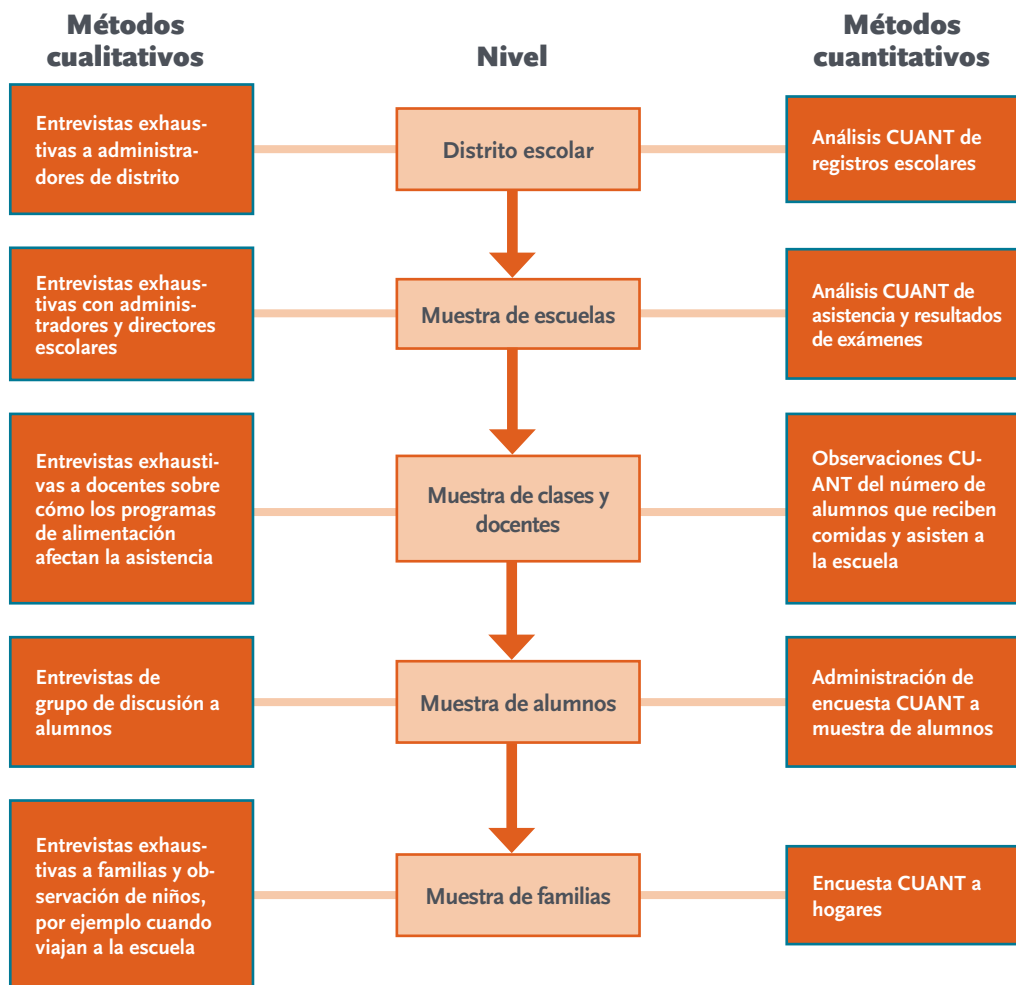 Métodos
cualitativos
Nivel
Métodos
cuantitativos
Entrevistas exhaus-
tivas a administra-
dores de distrito
Distrito escolar
Análisis CUANT de
registros escolares
Entrevistas exhaus-
tivas con adminis-
tradores y directores
escolares
Muestra de escuelas
Análisis CUANT de
asistencia y resultados
de exámenes
Entrevistas exhausti-
vas a docentes sobre
cómo los programas
de alimentación
afectan la asistencia
Muestra de clases y
docentes
Observaciones CU-
ANT del número de
alumnos que reciben
comidas y asisten a
la escuela
Entrevistas de
grupo de discusión a
alumnos
Muestra de alumnos
Administración de
encuesta CUANT a
muestra de alumnos
Entrevistas exhaus-
tivas a familias y ob-
servación de niños,
por ejemplo cuando
viajan a la escuela
Muestra de familias
Encuesta CUANT a
hogares